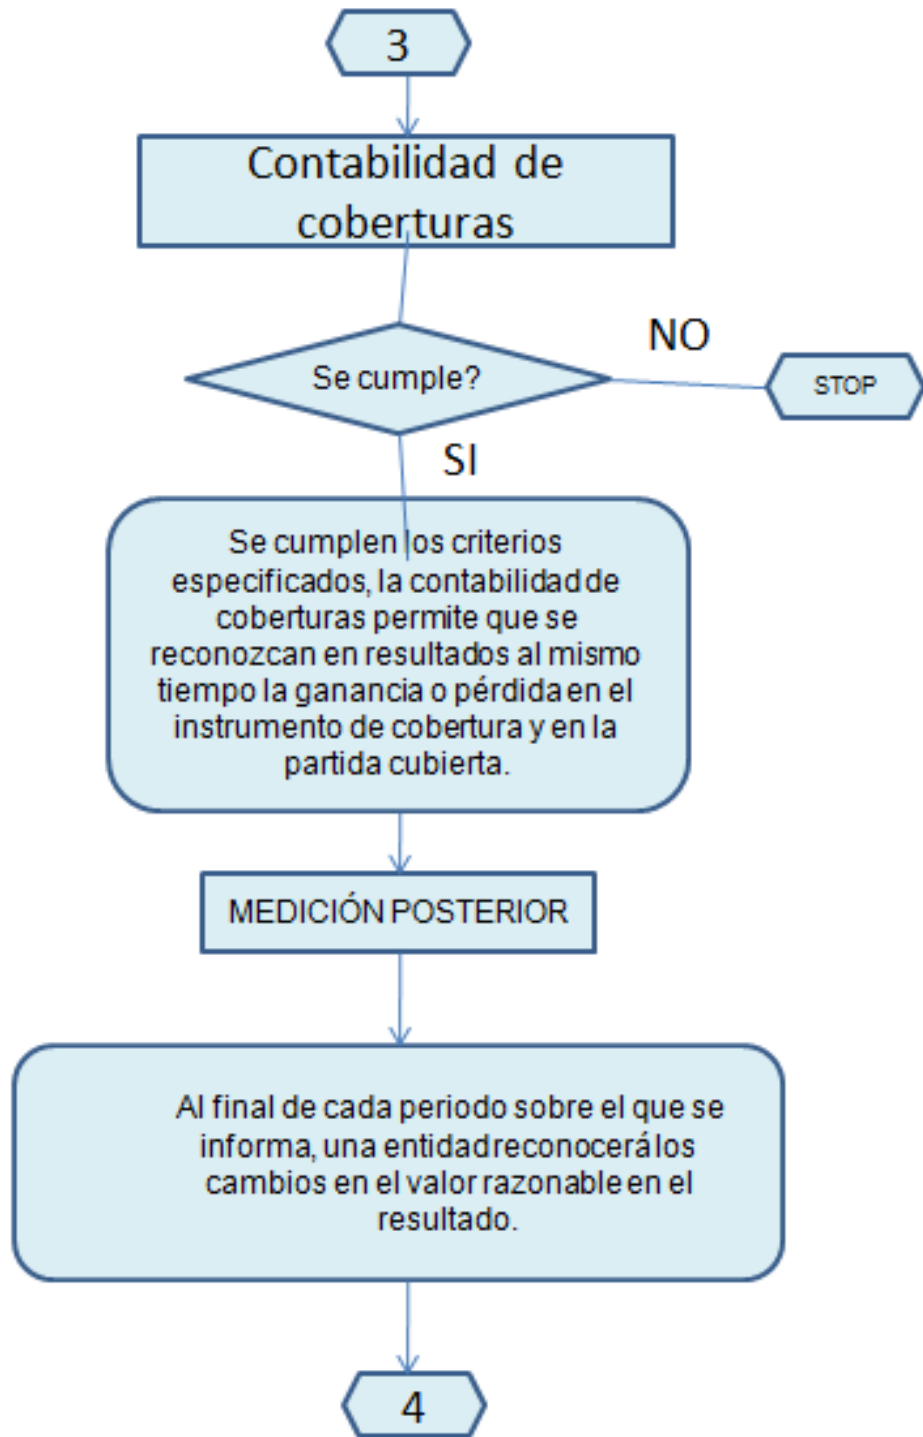 3
Contabilidad de
coberturas
NO
Se cumple?
STOP
SI
Se cumplen los criterios
especificados, la contabilidad de
coberturas permite que se
reconozcan en resultados al mismo
tiempo la ganancia o pérdida en el
instrumento de cobertura y en la
partida cubierta.
MEDICIÓN POSTERIOR
Al final de cada periodo sobre el que se
informa, una entidad reconocerá los
cambios en el valor razonable en el
resultado.
4